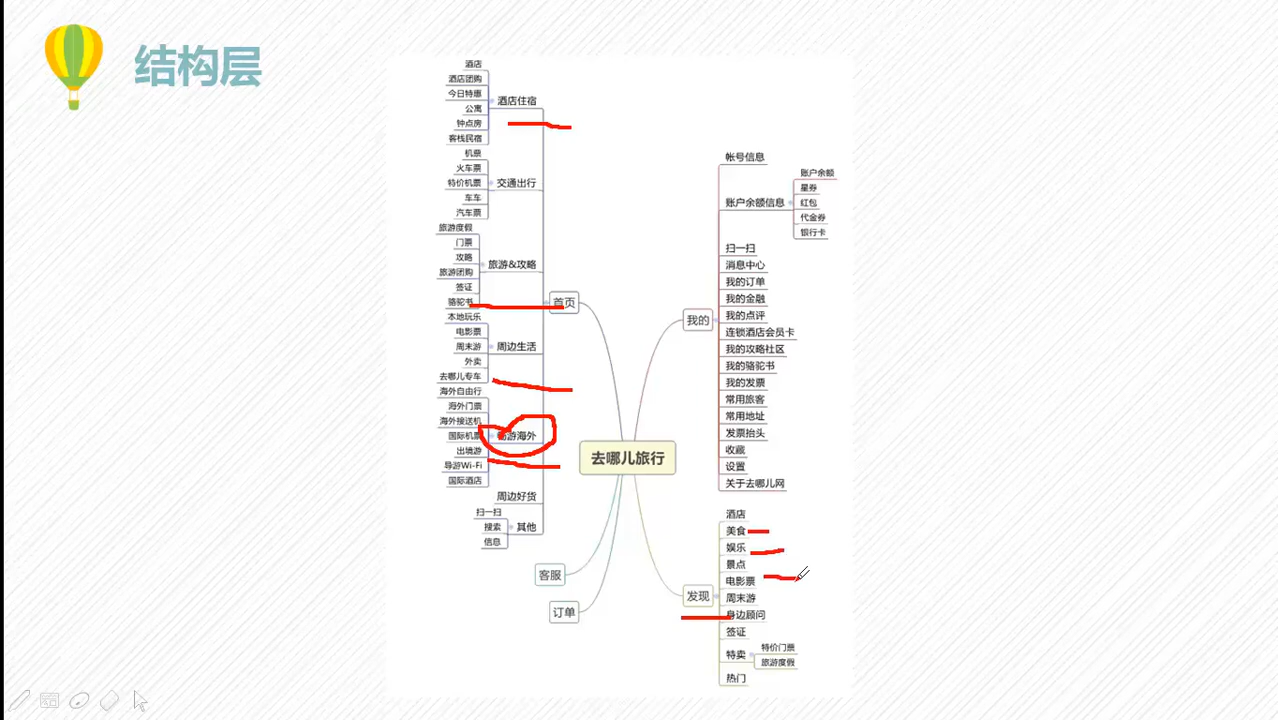 结构层
酒店
酒店团购
今日特惠
公寓
钟点房
客栈民宿
酒店住宿
机票
火车票
特价机票
车车
汽车票
交通出行
旅游度假
门票
攻略
旅游团购
签证
骆驼书
旅游&攻略
首页
本地玩乐
电影票
周末游
外卖
去哪儿专车
周边生活
海外自由行
海外门票
海外接送机
国际机票
出境游
导游Wi-Fi
国际酒店
游海外
周边好货
扫一扫
搜索
信息
其他
客服
订单
去哪儿旅行
我的
帐号信息
账户余额信息
账户余额
星券
红包
代金券
银行卡
扫一扫
消息中心
我的订单
我的金融
我的点评
连锁酒店会员卡
我的攻略社区
我的骆驼书
我的发票
常用旅客
常用地址
发票抬头
收藏
设置
关于去哪儿网
发现
酒店
美食
娱乐
景点
电影票
周末游
身边顾问
签证
特卖
特价门票
旅游度假
热门